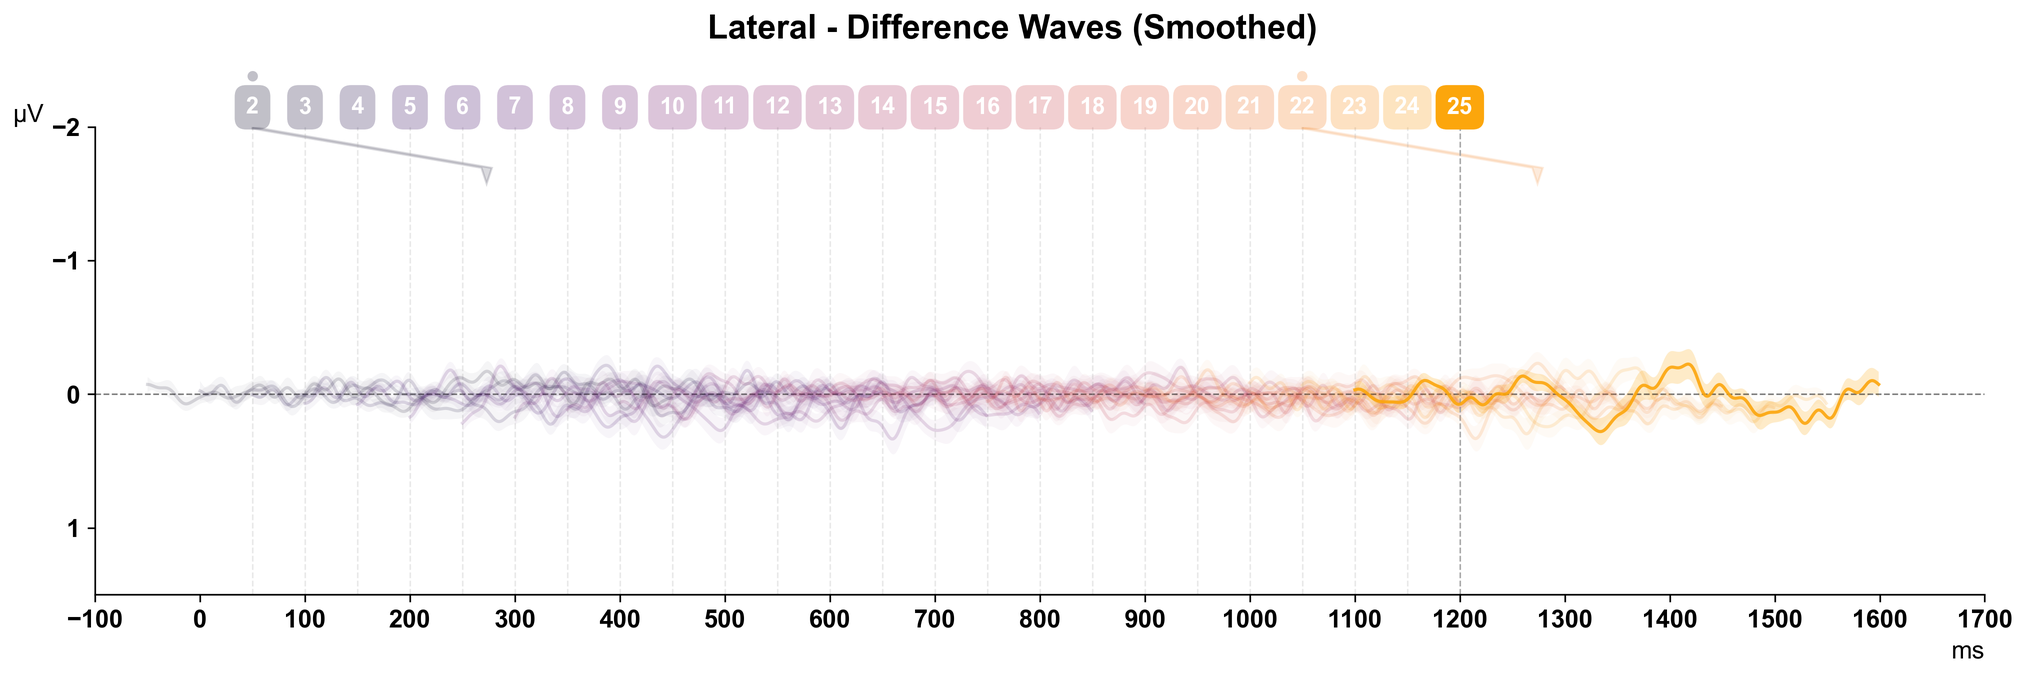 Lateral - Difference Waves (Smoothed)
2 3 4 5 6 7 8 9 10 11 12 13 14 15 16 17 18 19 20 21 22 23 24 25
µV
−2
−1
0
1
−100 0 100 200 300 400 500 600 700 800 900 1000 1100 1200 1300 1400 1500 1600 1700
ms